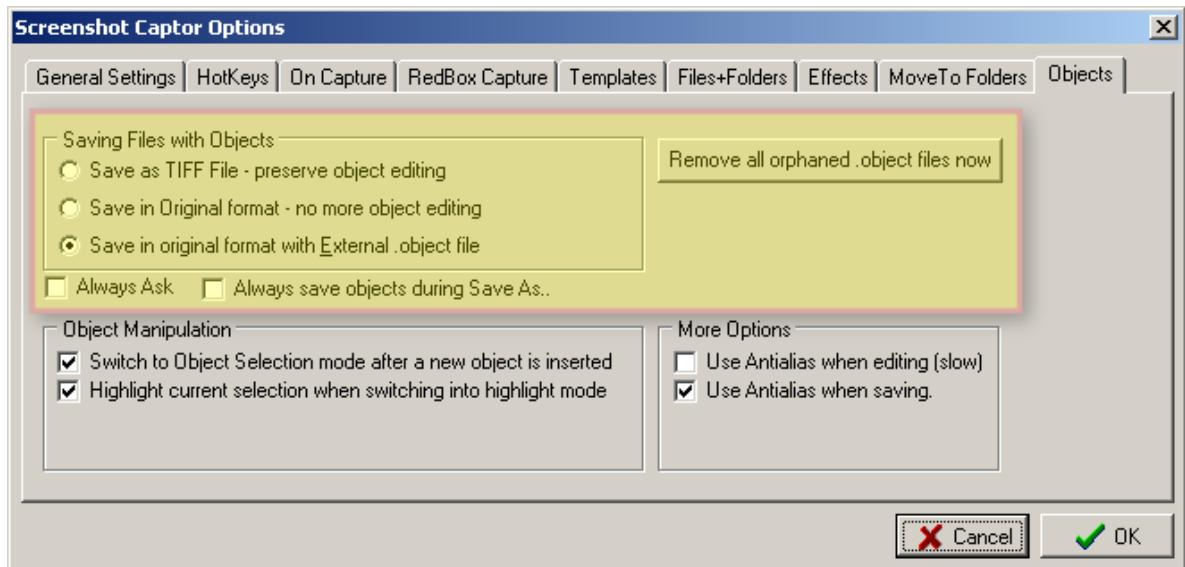 Screenshot Captor Options
General Settings HotKeys On Capture RedBox Capture Templates Files+Folders Effects MoveTo Folders Objects
Saving Files with Objects
Save as TIFF File - preserve object editing
Save in Original format - no more object editing
Save in original format with External .object file
Always Ask Always save objects during Save As..
Remove all orphaned .object files now
Object Manipulation
Switch to Object Selection mode after a new object is inserted
Highlight current selection when switching into highlight mode
More Options
Use Antialias when editing (slow)
Use Antialias when saving.
Cancel OK